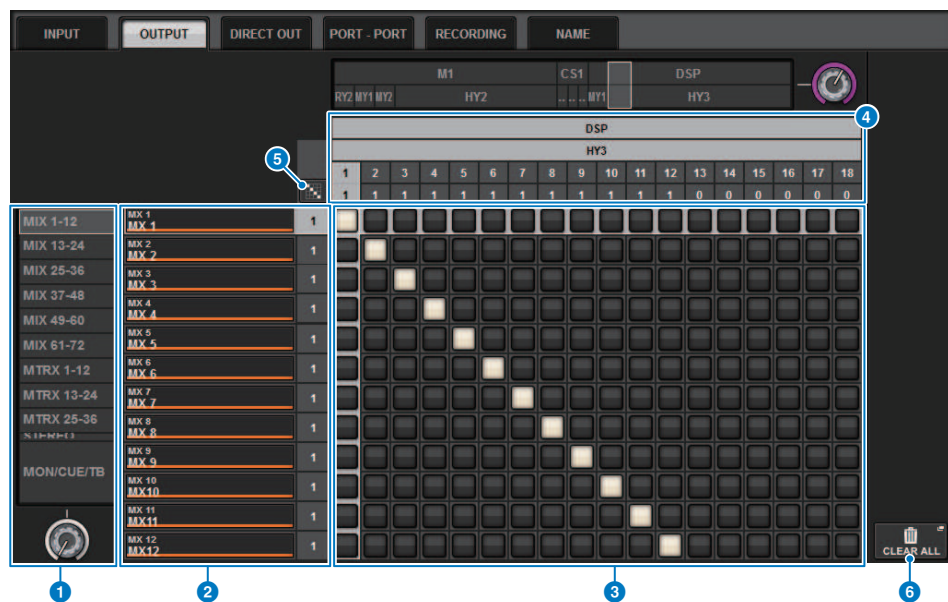 INPUT OUTPUT DIRECT OUT PORT - PORT RECORDING NAME
M1 CS1 DSP
RY2 MY1 MY2 HY2 .. .. .. MY1 HY3
4
DSP
HY3
5
1 2 3 4 5 6 7 8 9 10 11 12 13 14 15 16 17 18
1 1 1 1 1 1 1 1 1 1 1 1 0 0 0 0 0 0
MIX 1-12
MIX 13-24
MIX 25-36
MIX 37-48
MIX 49-60
MIX 61-72
MTRX 1-12
MTRX 13-24
MTRX 25-36
STEREO
MON/CUE/TB
MX 1
MX 1 1
MX 2
MX 2 1
MX 3
MX 3 1
MX 4
MX 4 1
MX 5
MX 5 1
MX 6
MX 6 1
MX 7
MX 7 1
MX 8
MX 8 1
MX 9
MX 9 1
MX 10
MX10 1
MX 11
MX11 1
MX 12
MX12 1
CLEAR ALL
1 2 3 6